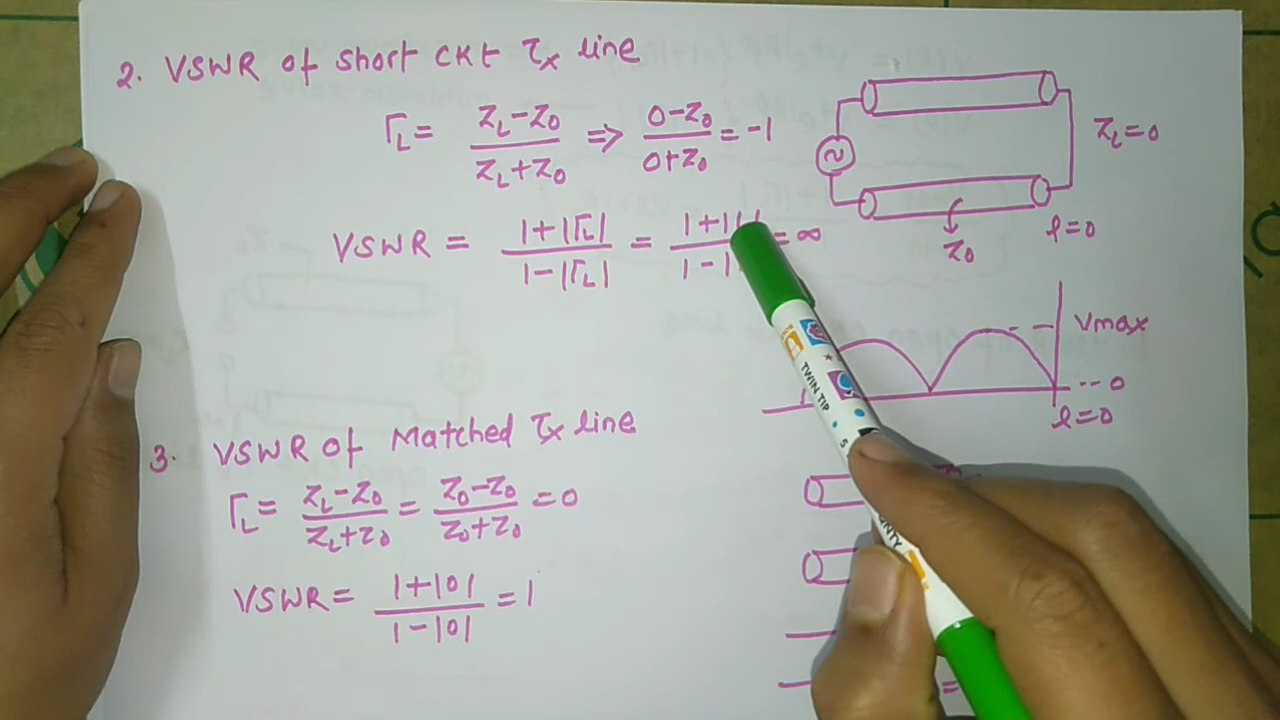 2. VSWR of short ckt Tx line
ΓL = ZL-Z0 / ZL+Z0 => 0-Z0 / 0+Z0 = -1
ZL=0
VSWR = 1+|ΓL| / 1-|ΓL| = 1+ / 1- = ∞
Z0
l=0
Vmax
0
l=0
3. VSWR of Matched Tx line
ΓL = ZL-Z0 / ZL+Z0 = Z0-Z0 / Z0+Z0 = 0
VSWR = 1+|0| / 1-|0| = 1
TWIN TIP